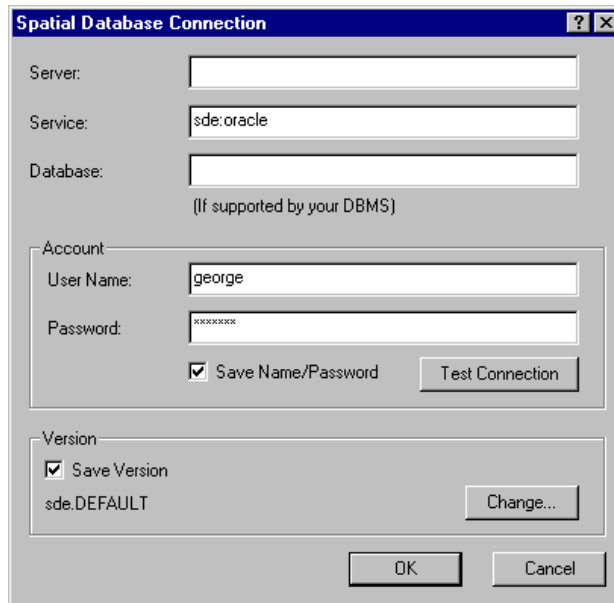 Spatial Database Connection
Server:
Service: sde:oracle
Database:
(If supported by your DBMS)
Account
User Name: george
Password: *******
Save Name/Password Test Connection
Version
Save Version
sde.DEFAULT Change...
OK Cancel